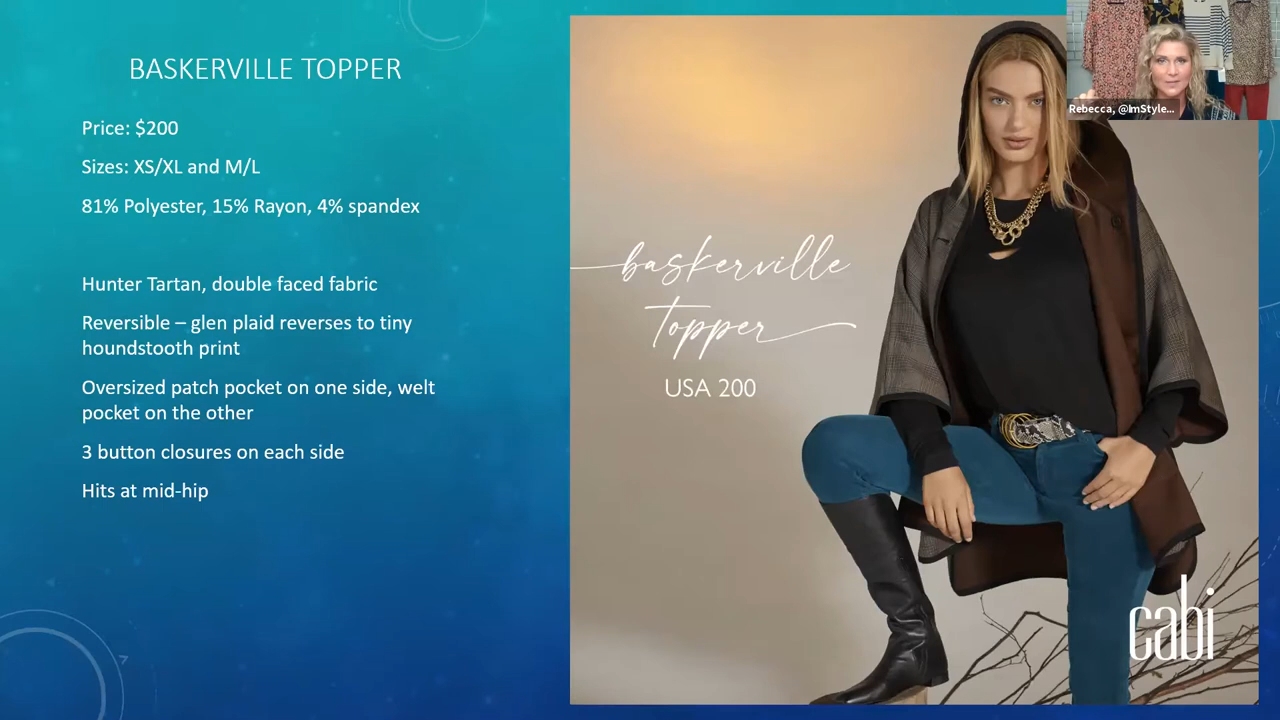 BASKERVILLE TOPPER
Price: $200
Sizes: XS/XL and M/L
81% Polyester, 15% Rayon, 4% spandex
Hunter Tartan, double faced fabric
Reversible – glen plaid reverses to tiny
houndstooth print
Oversized patch pocket on one side, welt
pocket on the other
3 button closures on each side
Hits at mid-hip
baskerville
topper
USA 200
cabi
Rebecca, @ImStyle...